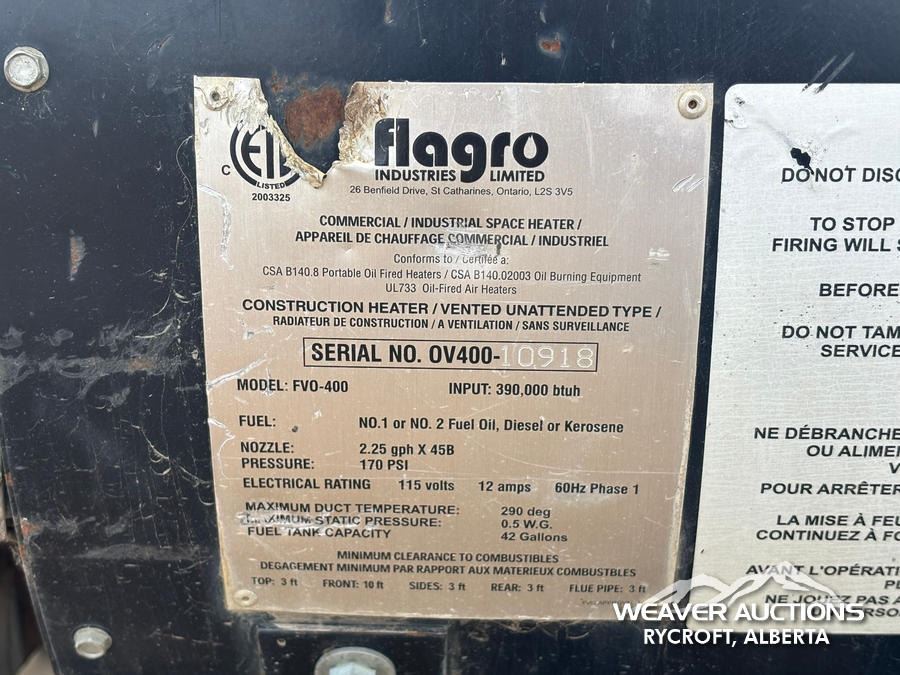 C
ETL
LISTED
2003325
flagro
INDUSTRIES LIMITED
26 Benfield Drive, St Catharines, Ontario, L2S 3V5
COMMERCIAL / INDUSTRIAL SPACE HEATER /
APPAREIL DE CHAUFFAGE COMMERCIAL / INDUSTRIEL
Conforms to / Certifée a:
CSA B140.8 Portable Oil Fired Heaters / CSA B140.02003 Oil Burning Equipment
UL733 Oil-Fired Air Heaters
CONSTRUCTION HEATER / VENTED UNATTENDED TYPE /
RADIATEUR DE CONSTRUCTION / A VENTILATION / SANS SURVEILLANCE
SERIAL NO. OV400-10918
MODEL: FVO-400 INPUT: 390,000 btuh
FUEL: NO.1 or NO. 2 Fuel Oil, Diesel or Kerosene
NOZZLE: 2.25 gph X 45B
PRESSURE: 170 PSI
ELECTRICAL RATING 115 volts 12 amps 60Hz Phase 1
MAXIMUM DUCT TEMPERATURE: 290 deg
MAXIMUM STATIC PRESSURE: 0.5 W.G.
FUEL TANK CAPACITY 42 Gallons
MINIMUM CLEARANCE TO COMBUSTIBLES
DEGAGEMENT MINIMUM PAR RAPPORT AUX MATERIEUX COMBUSTBLES
TOP: 3 ft FRONT: 10 ft SIDES: 3 ft REAR: 3 ft FLUE PIPE: 3 ft
DO NOT DISC
TO STOP
FIRING WILL S
BEFORE
DO NOT TAM
SERVICE
NE DÉBRANCHE
OU ALIME
V
POUR ARRÊTER
LA MISE À FEU
CONTINUEZ À FO
AVANT L'OPÉRATI
PL
NE JOUEZ PAS A
PERSON
WEAVER AUCTIONS
RYCROFT, ALBERTA